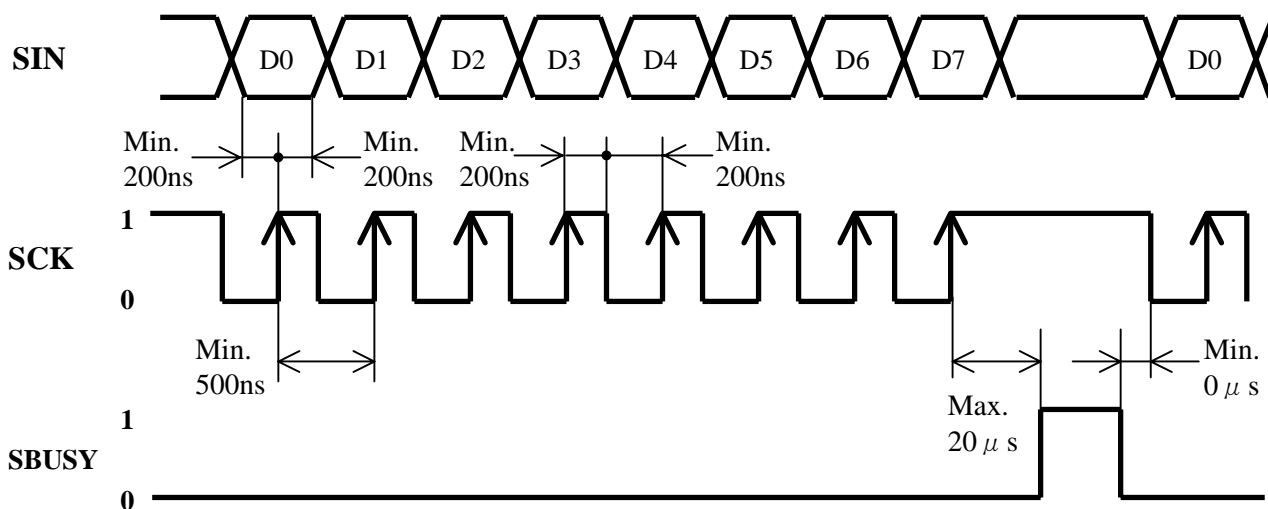 SIN
D0 D1 D2 D3 D4 D5 D6 D7 D0
Min. Min. Min. Min.
200ns 200ns 200ns 200ns
1
SCK
0
Min.
500ns
Min.
0 μ s
Max.
20 μ s
1
SBUSY
0